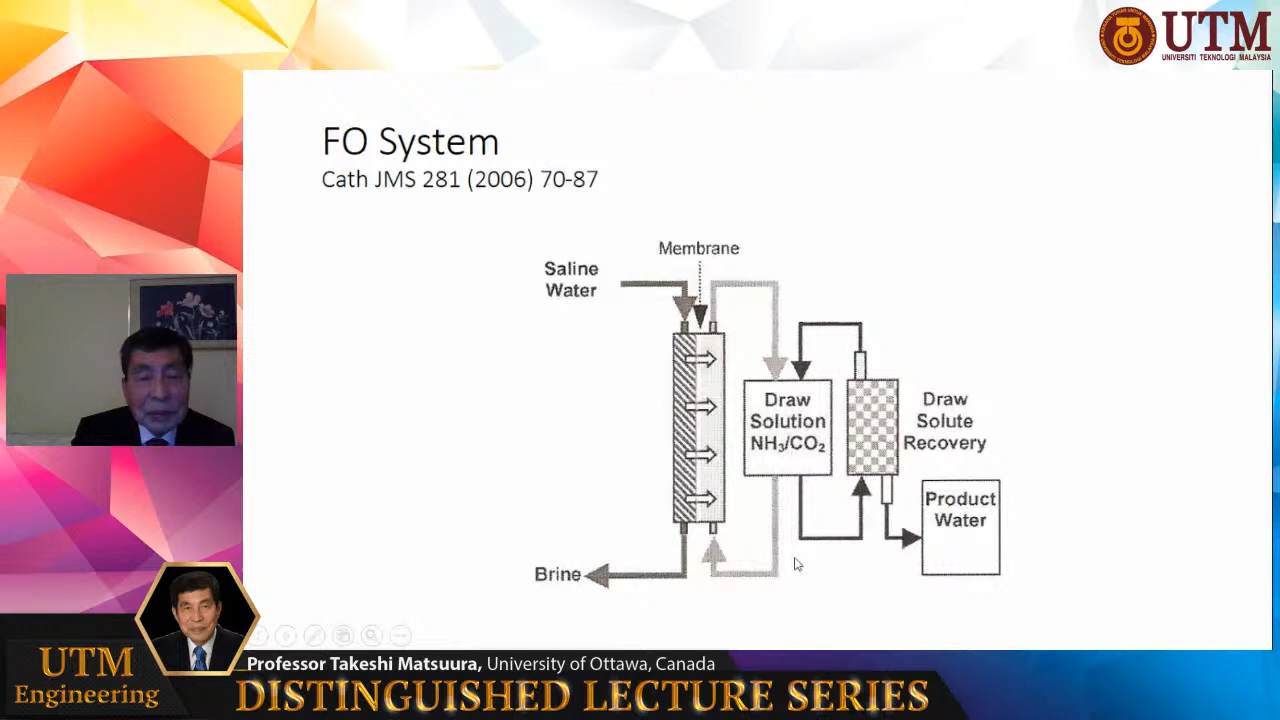 UTM
UNIVERSITI TEKNOLOGI MALAYSIA
FO System
Cath JMS 281 (2006) 70-87
Membrane
Saline
Water
Draw
Solution
NH₃/CO₂
Draw
Solute
Recovery
Product
Water
Brine
UTM
Engineering
Professor Takeshi Matsuura, University of Ottawa, Canada
DISTINGUISHED LECTURE SERIES